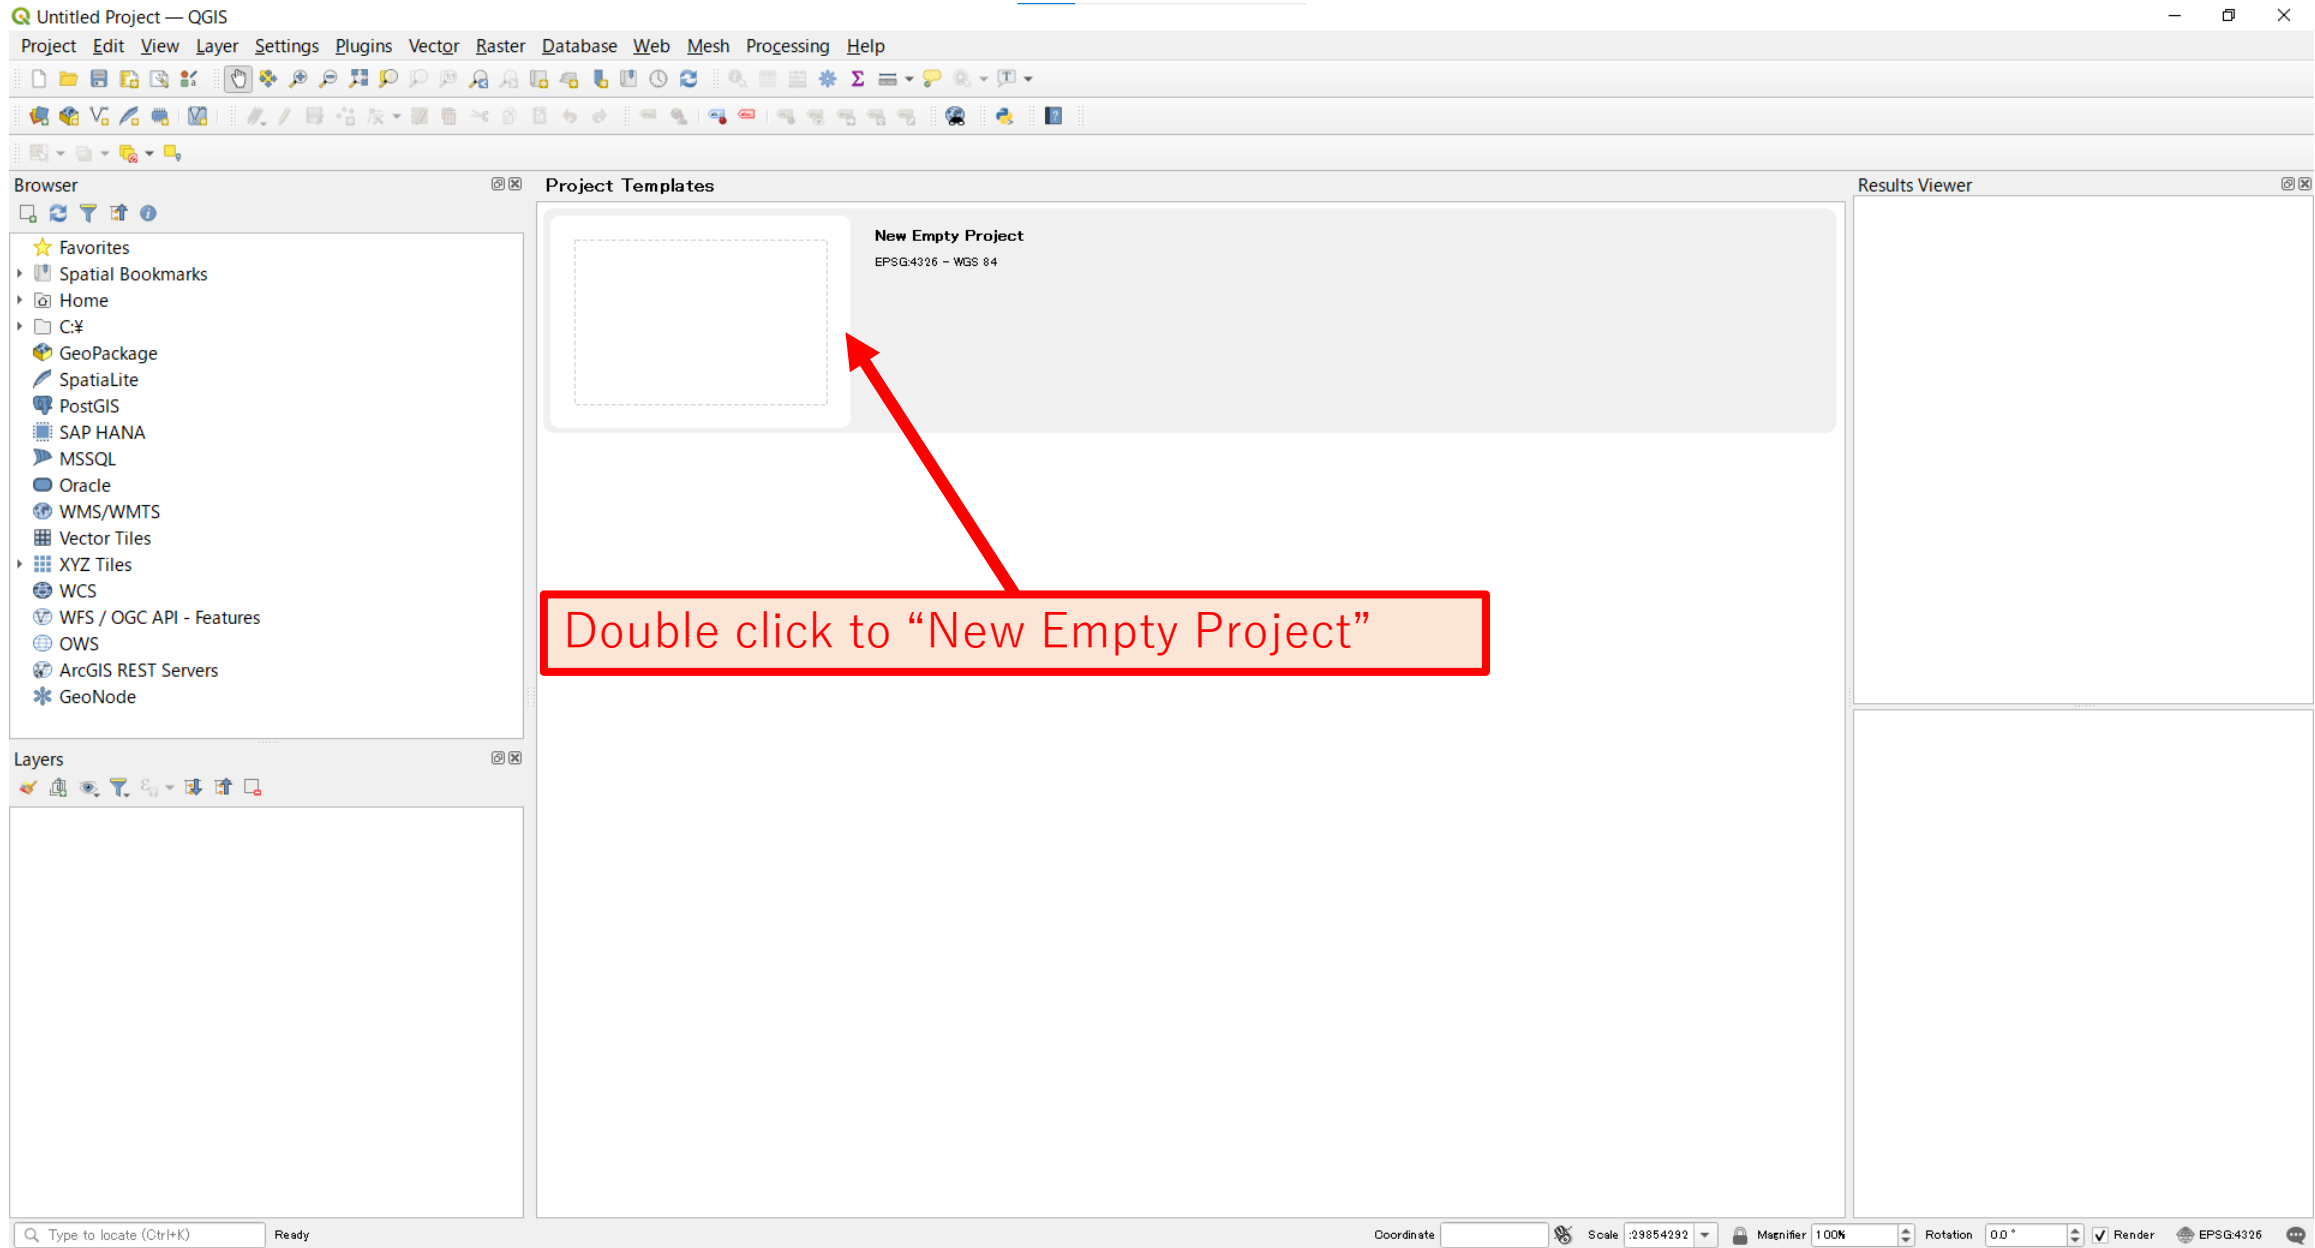 Untitled Project — QGIS
Project Edit View Layer Settings Plugins Vector Raster Database Web Mesh Processing Help
Browser
Project Templates
Results Viewer
Favorites
Spatial Bookmarks
Home
C:¥
GeoPackage
SpatiaLite
PostGIS
SAP HANA
MSSQL
Oracle
WMS/WMTS
Vector Tiles
XYZ Tiles
WCS
WFS / OGC API - Features
OWS
ArcGIS REST Servers
GeoNode
New Empty Project
EPSG:4326 - WGS 84
Double click to “New Empty Project”
Layers
Type to locate (Ctrl+K) Ready Coordinate Scale :29854292 Magnifier 100% Rotation 0.0 ° Render EPSG:4326